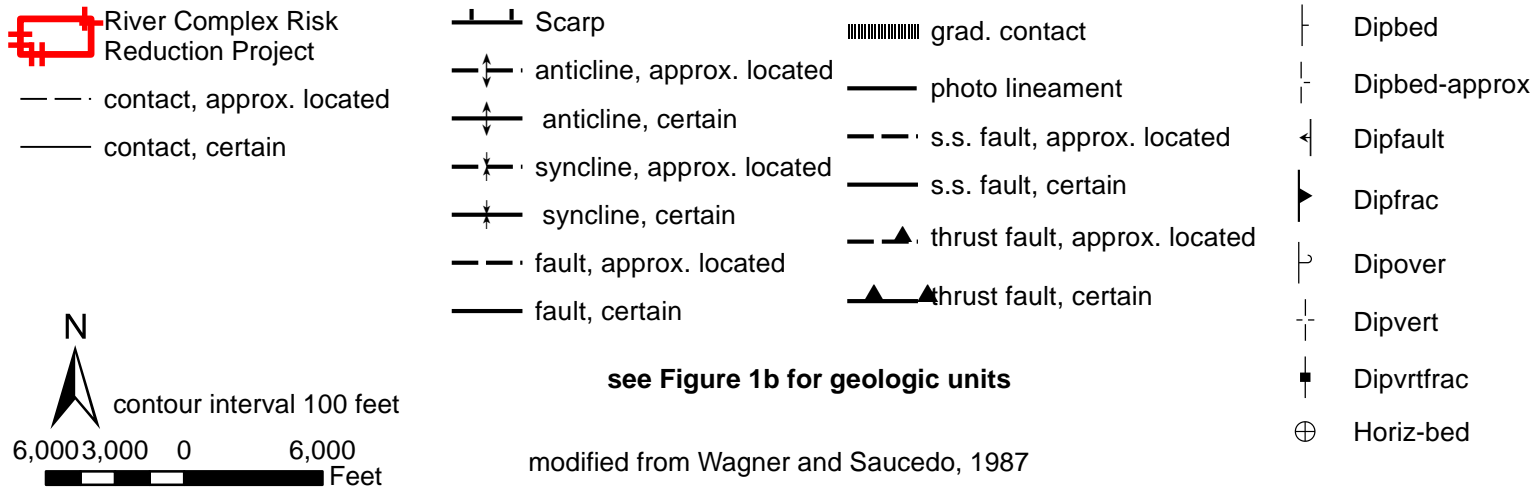 River Complex Risk
Reduction Project
contact, approx. located
contact, certain
Scarp
anticline, approx. located
anticline, certain
syncline, approx. located
syncline, certain
fault, approx. located
fault, certain
grad. contact
photo lineament
s.s. fault, approx. located
s.s. fault, certain
thrust fault, approx. located
thrust fault, certain
Dipbed
Dipbed-approx
Dipfault
Dipfrac
Dipover
Dipvert
Dipvrtfrac
Horiz-bed
N
contour interval 100 feet
6,000 3,000 0 6,000
Feet
see Figure 1b for geologic units
modified from Wagner and Saucedo, 1987